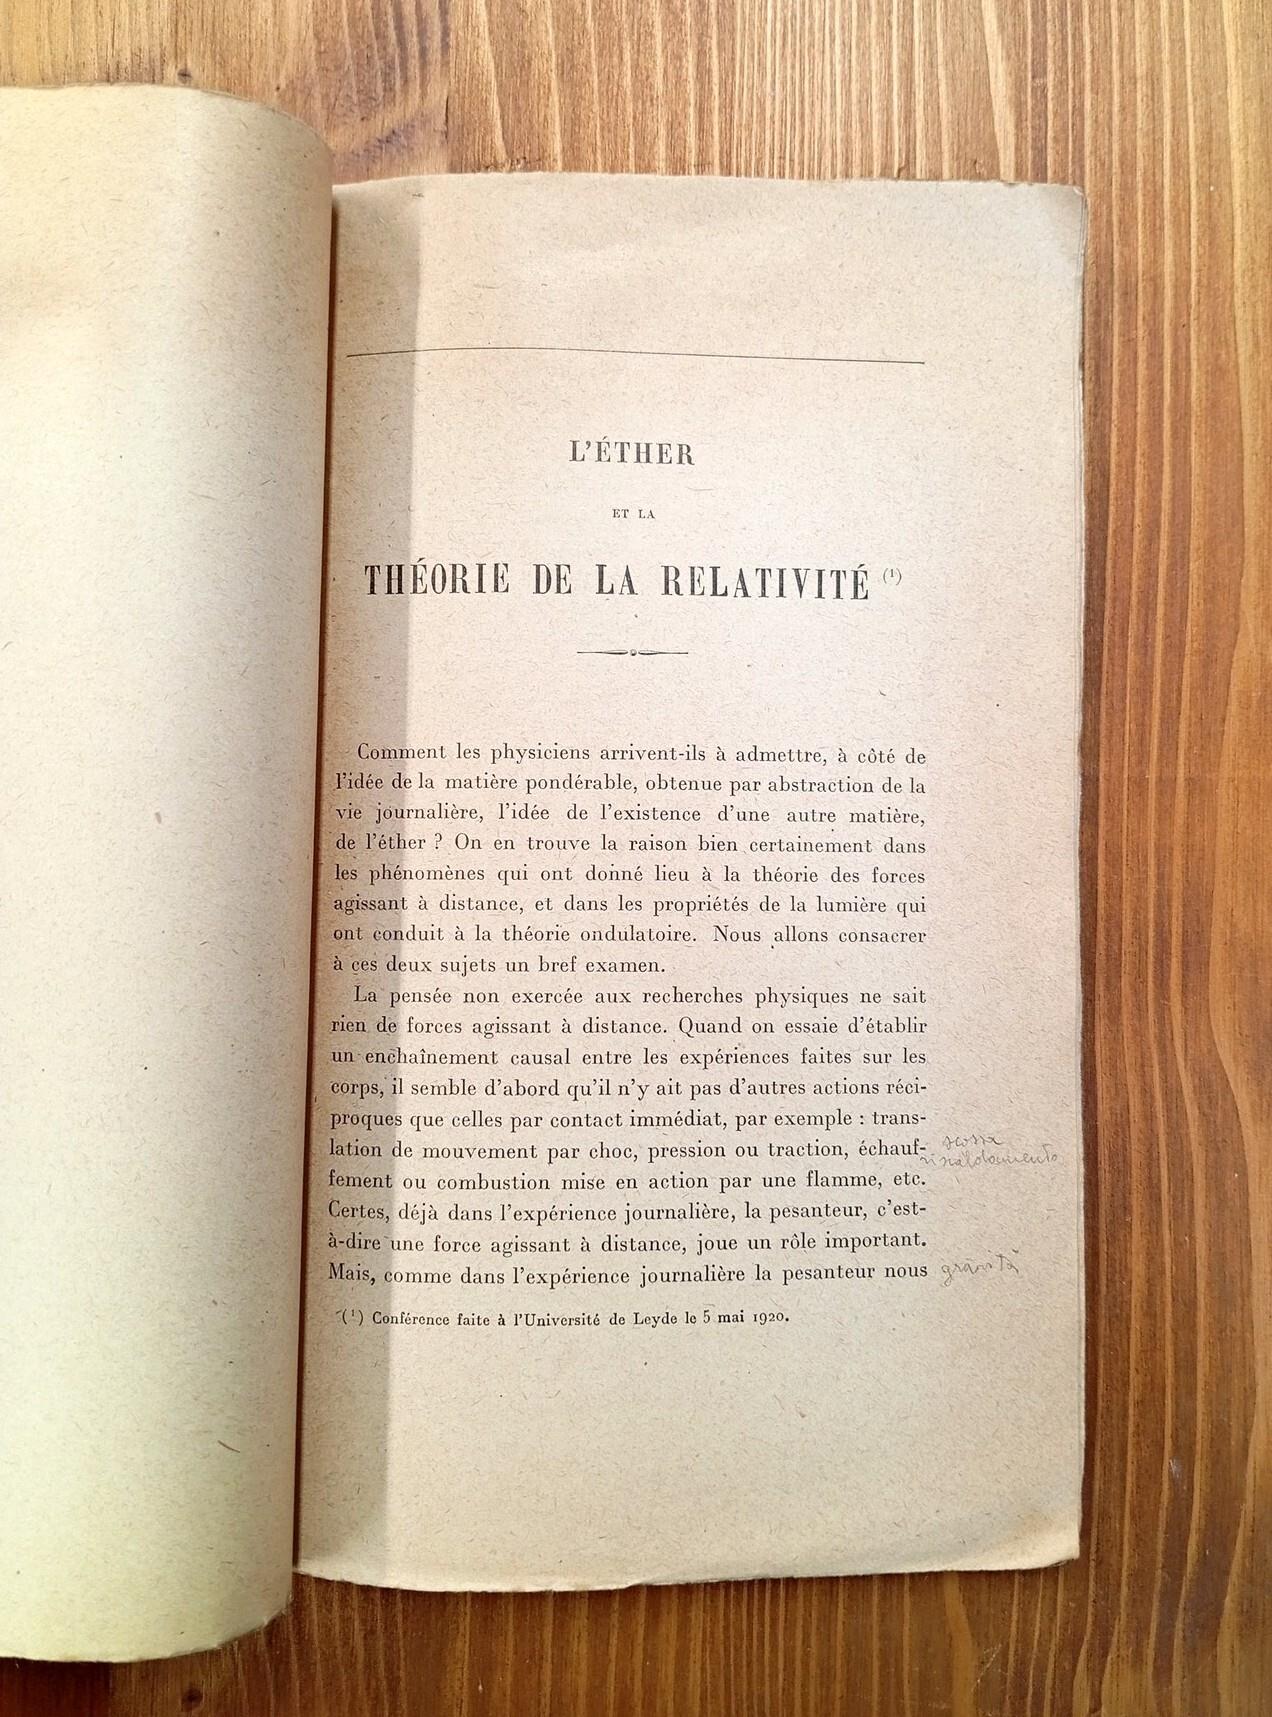 L'ÉTHER
ET LA
THÉORIE DE LA RELATIVITÉ (1)
Comment les physiciens arrivent-ils à admettre, à côté de
l'idée de la matière pondérable, obtenue par abstraction de la
vie journalière, l'idée de l'existence d'une autre matière,
de l'éther ? On en trouve la raison bien certainement dans
les phénomènes qui ont donné lieu à la théorie des forces
agissant à distance, et dans les propriétés de la lumière qui
ont conduit à la théorie ondulatoire. Nous allons consacrer
à ces deux sujets un bref examen.
La pensée non exercée aux recherches physiques ne sait
rien de forces agissant à distance. Quand on essaie d'établir
un enchaînement causal entre les expériences faites sur les
corps, il semble d'abord qu'il n'y ait pas d'autres actions réci-
proques que celles par contact immédiat, par exemple : trans-
lation de mouvement par choc, pression ou traction, échauf-
scossa
riscaldamento
fement ou combustion mise en action par une flamme, etc.
Certes, déjà dans l'expérience journalière, la pesanteur, c'est-
à-dire une force agissant à distance, joue un rôle important.
Mais, comme dans l'expérience journalière la pesanteur nous
gravità
(1) Conférence faite à l'Université de Leyde le 5 mai 1920.